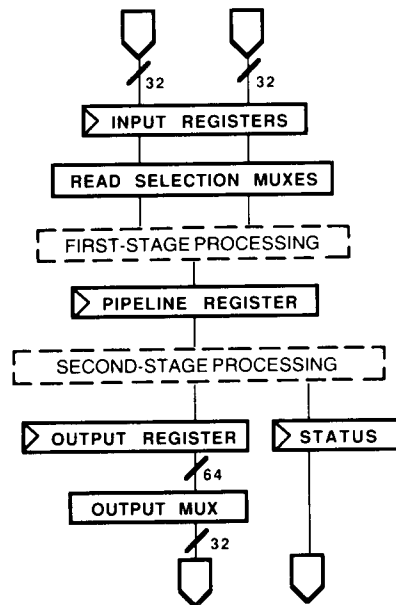 32 32
INPUT REGISTERS
READ SELECTION MUXES
FIRST-STAGE PROCESSING
PIPELINE REGISTER
SECOND-STAGE PROCESSING
OUTPUT REGISTER STATUS
64
OUTPUT MUX
32